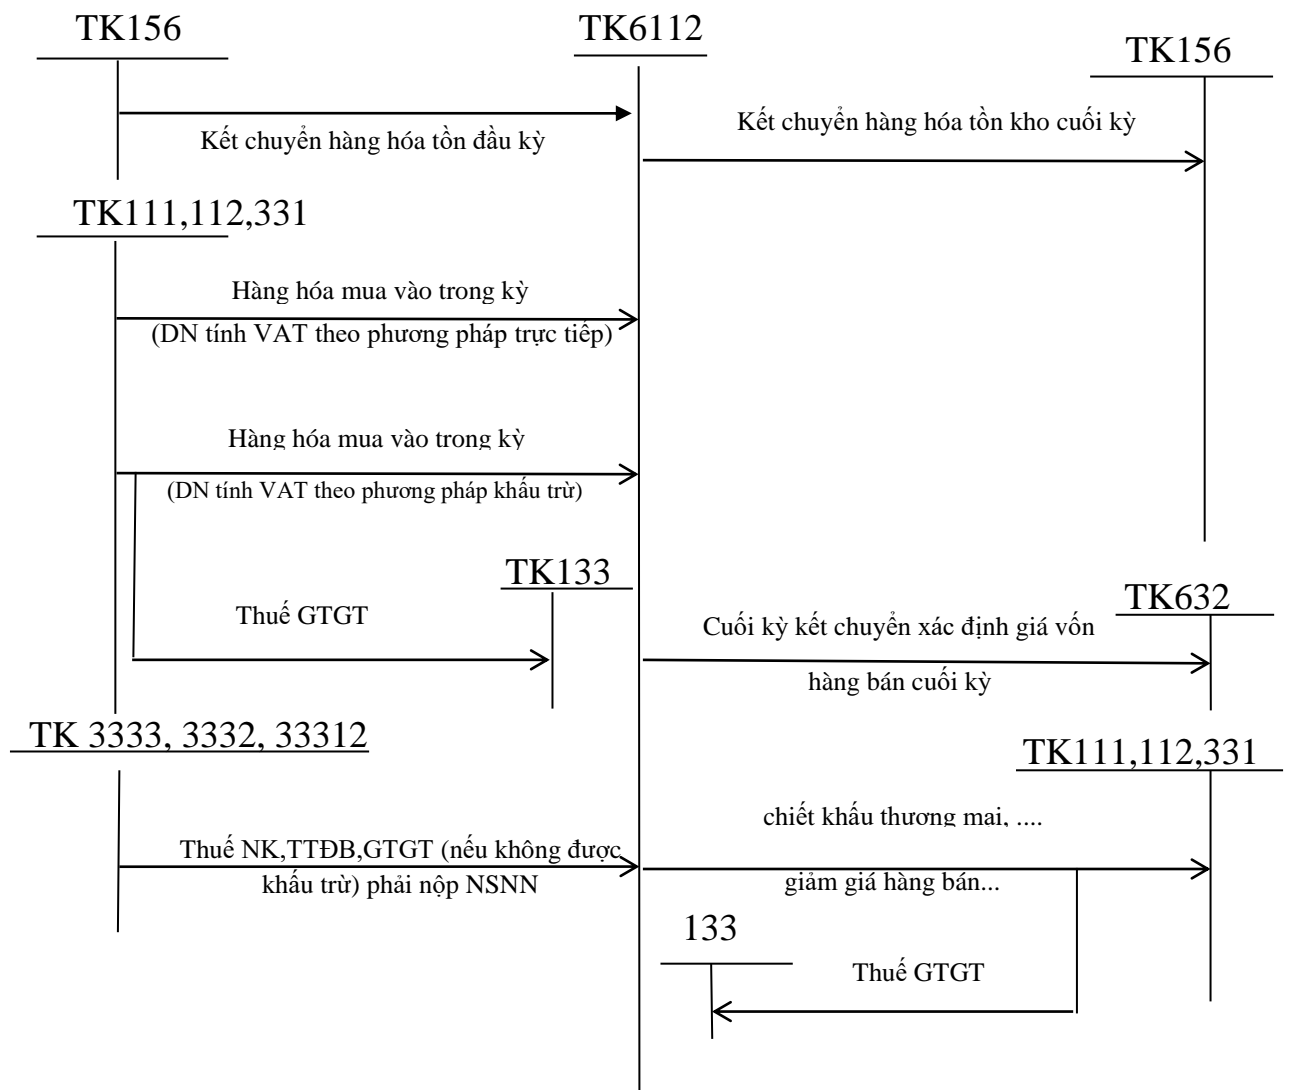 TK156
TK6112
TK156
Kết chuyển hàng hóa tồn đầu kỳ
Kết chuyển hàng hóa tồn kho cuối kỳ
TK111,112,331
Hàng hóa mua vào trong kỳ
(DN tính VAT theo phương pháp trực tiếp)
Hàng hóa mua vào trong kỳ
(DN tính VAT theo phương pháp khấu trừ)
TK133
Thuế GTGT
TK632
Cuối kỳ kết chuyển xác định giá vốn
hàng bán cuối kỳ
TK 3333, 3332, 33312
TK111,112,331
Thuế NK,TTĐB,GTGT (nếu không được
khấu trừ) phải nộp NSNN
chiết khấu thương mại, ....
giảm giá hàng bán...
133
Thuế GTGT